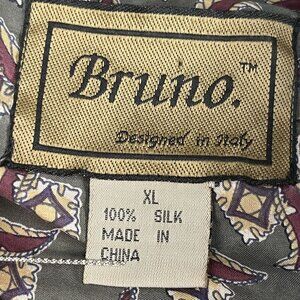 Bruno.™
Designed in Italy
XL
100% SILK
MADE IN
CHINA